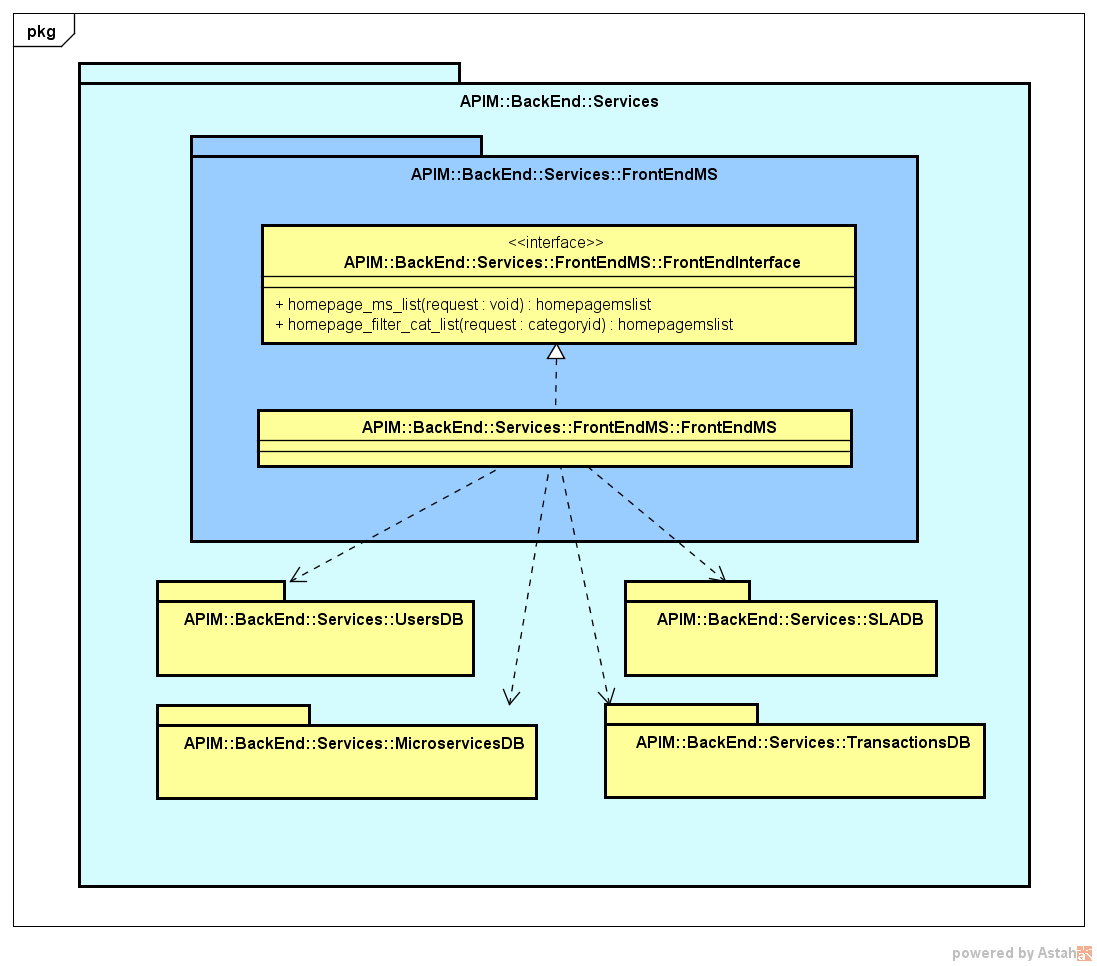 pkg
APIM::BackEnd::Services
APIM::BackEnd::Services::FrontEndMS
<<interface>>
APIM::BackEnd::Services::FrontEndMS::FrontEndInterface
+ homepage_ms_list(request : void) : homepagemslist
+ homepage_filter_cat_list(request : categoryid) : homepagemslist
APIM::BackEnd::Services::FrontEndMS::FrontEndMS
APIM::BackEnd::Services::UsersDB
APIM::BackEnd::Services::SLADB
APIM::BackEnd::Services::MicroservicesDB
APIM::BackEnd::Services::TransactionsDB
powered by Astah